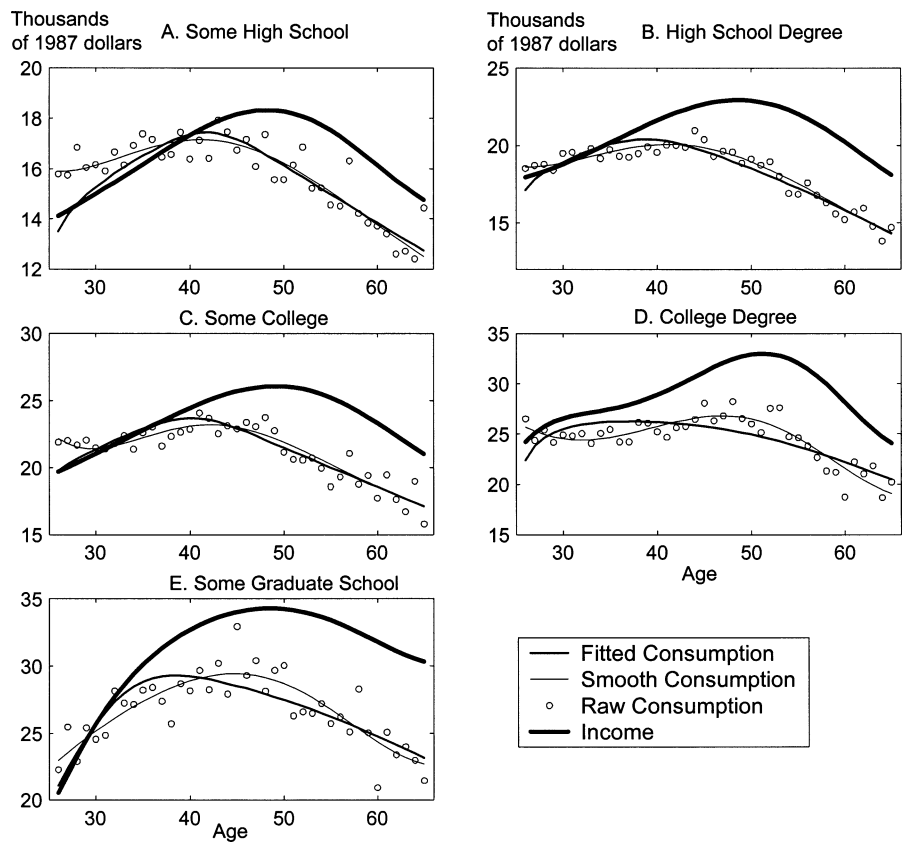 Thousands
of 1987 dollars
A. Some High School
20
18
16
14
12
30
40
50
60
Thousands
of 1987 dollars
B. High School Degree
25
20
15
30
40
50
60
C. Some College
30
25
20
15
30
40
50
60
D. College Degree
35
30
25
20
15
30
40
50
60
Age
E. Some Graduate School
35
30
25
20
30
40
50
60
Age
Fitted Consumption
Smooth Consumption
Raw Consumption
Income